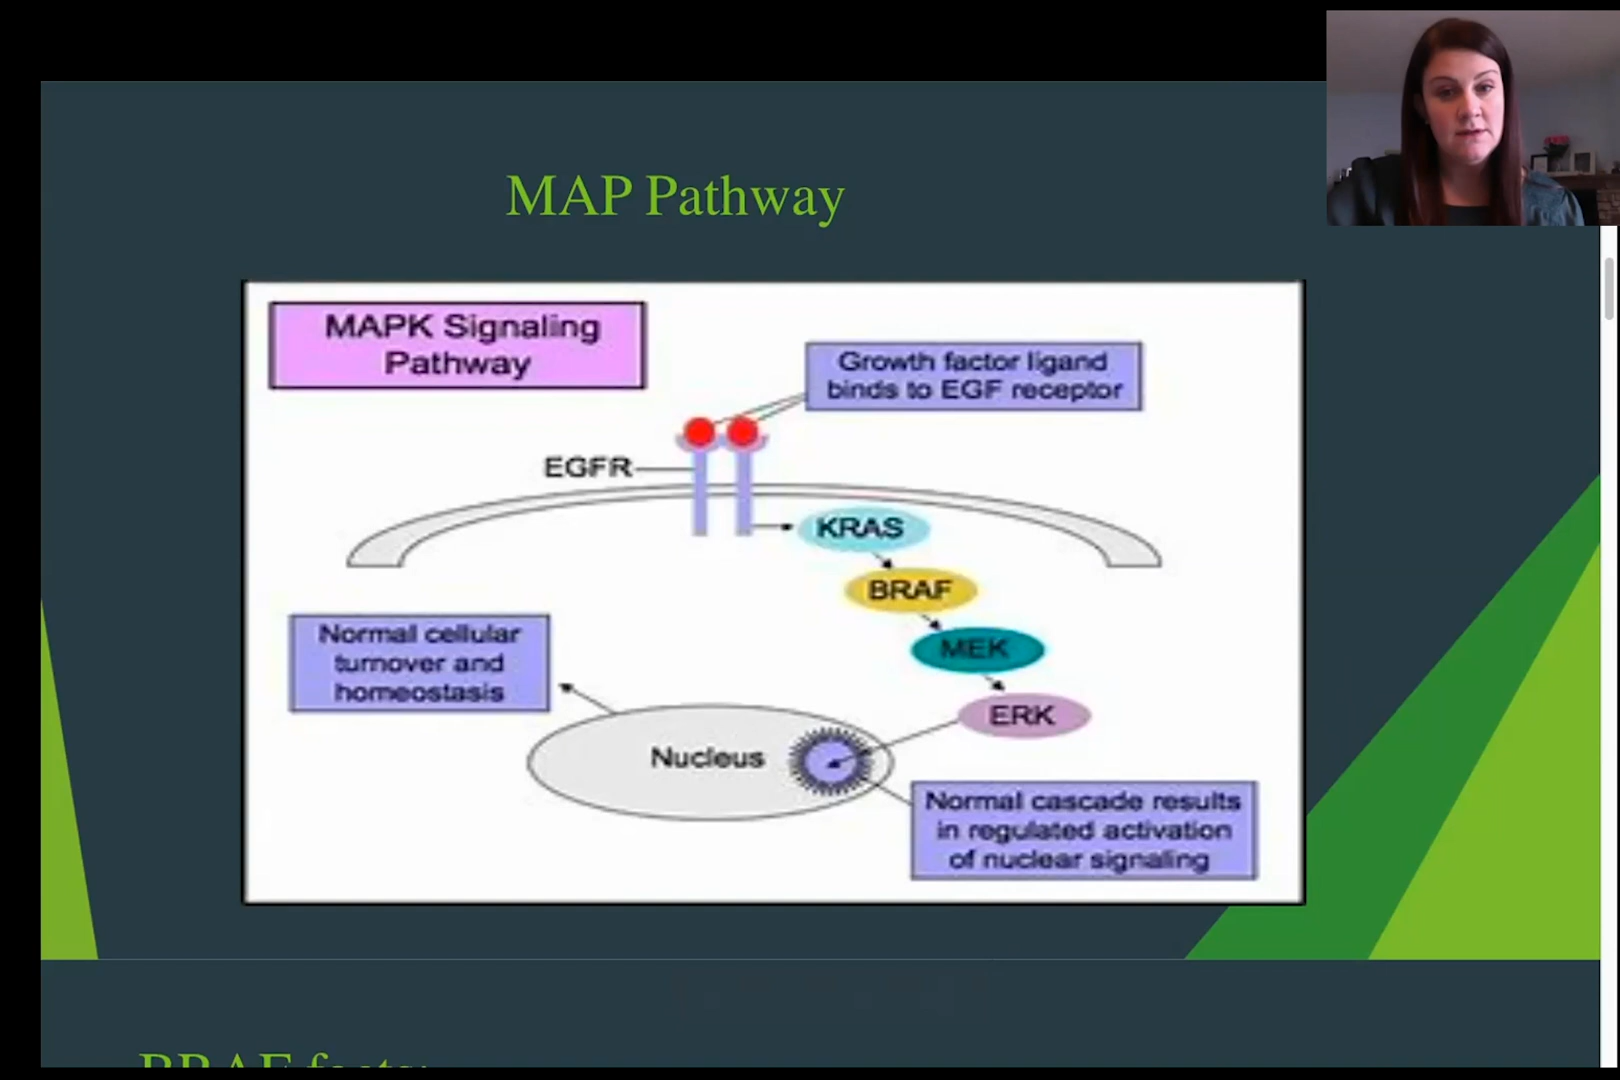 MAP Pathway
MAPK Signaling
Pathway
Growth factor ligand
binds to EGF receptor
EGFR
KRAS
BRAF
MEK
ERK
Normal cellular
turnover and
homeostasis
Nucleus
Normal cascade results
in regulated activation
of nuclear signaling
BRAF facts: